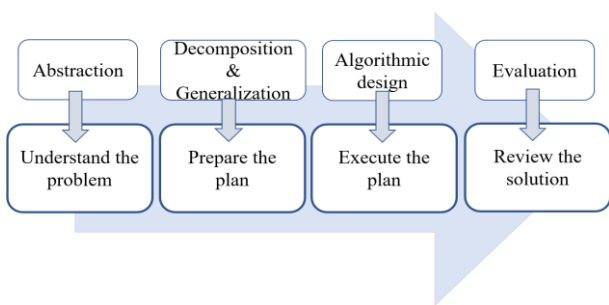 Abstraction
Decomposition
&
Generalization
Algorithmic
design
Evaluation
Understand the
problem
Prepare the
plan
Execute the
plan
Review the
solution